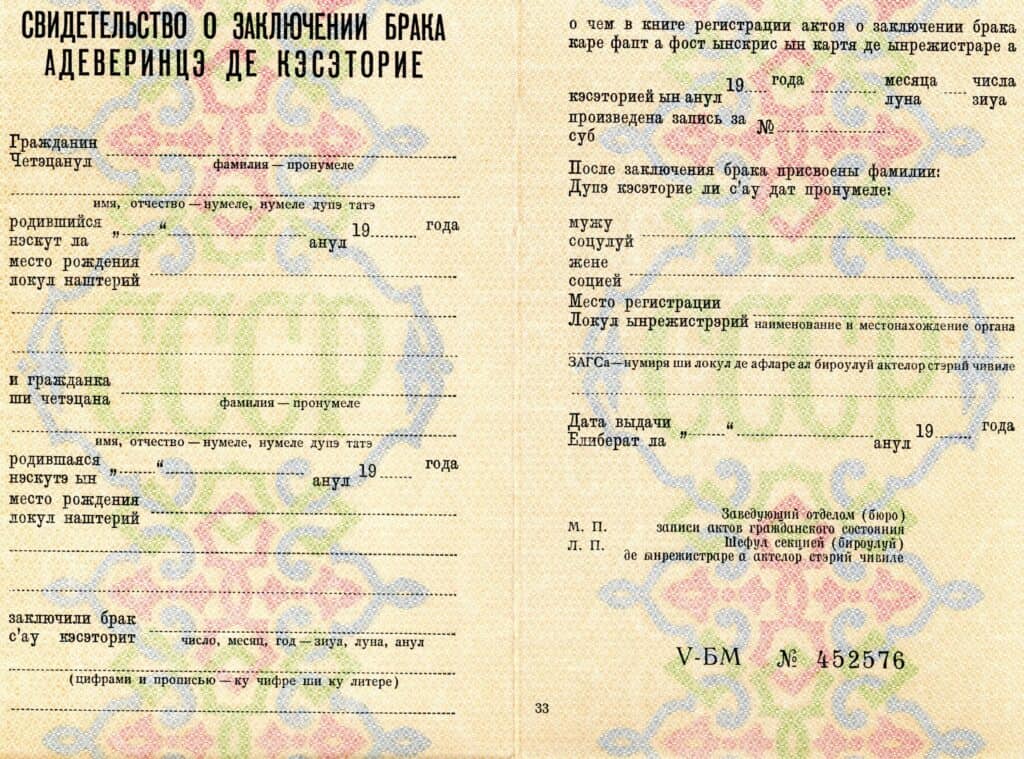 СВИДЕТЕЛЬСТВО О ЗАКЛЮЧЕНИИ БРАКА
АДЕВЕРИНЦЭ ДЕ КЭСЭТОРИЕ
Гражданин
Четэцанул
фамилия — пронумеле
имя, отчество — нумеле, нумеле дупэ татэ
родившийся „ “ 19 года
нэскут ла анул
место рождения
локул наштерий
СССР
и гражданка
ши четэцана
фамилия — пронумеле
имя, отчество — нумеле, нумеле дупэ татэ
родившаяся „ “ 19 года
нэскутэ ын анул
место рождения
локул наштерий
заключили брак
с'ау кэсэторит
число, месяц, год — зиуа, луна, анул
(цифрами и прописью — ку чифре ши ку литере)
о чем в книге регистрации актов о заключении брака
каре фапт а фост ынскрис ын картя де ынрежистраре а
19 года месяца числа
кэсэторией ын анул луна зиуа
произведена запись за №
суб
После заключения брака присвоены фамилии:
Дупэ кэсэторие ли с'ау дат пронумеле:
мужу
соцулуй
жене
социей
Место регистрации
Локул ынрежистрэрий наименование и местонахождение органа
СССР
ЗАГСа—нумиря ши локул де афларе ал бироулуй актелор стэрий чивиле
Дата выдачи „ “ 19 года
Елиберат ла анул
Заведующий отделом (бюро)
М. П. записи актов гражданского состояния
Л. П. Шефул секцией (бироулуй)
де ынрежистраре а актелор стэрий чивиле
V-БМ № 452576
33